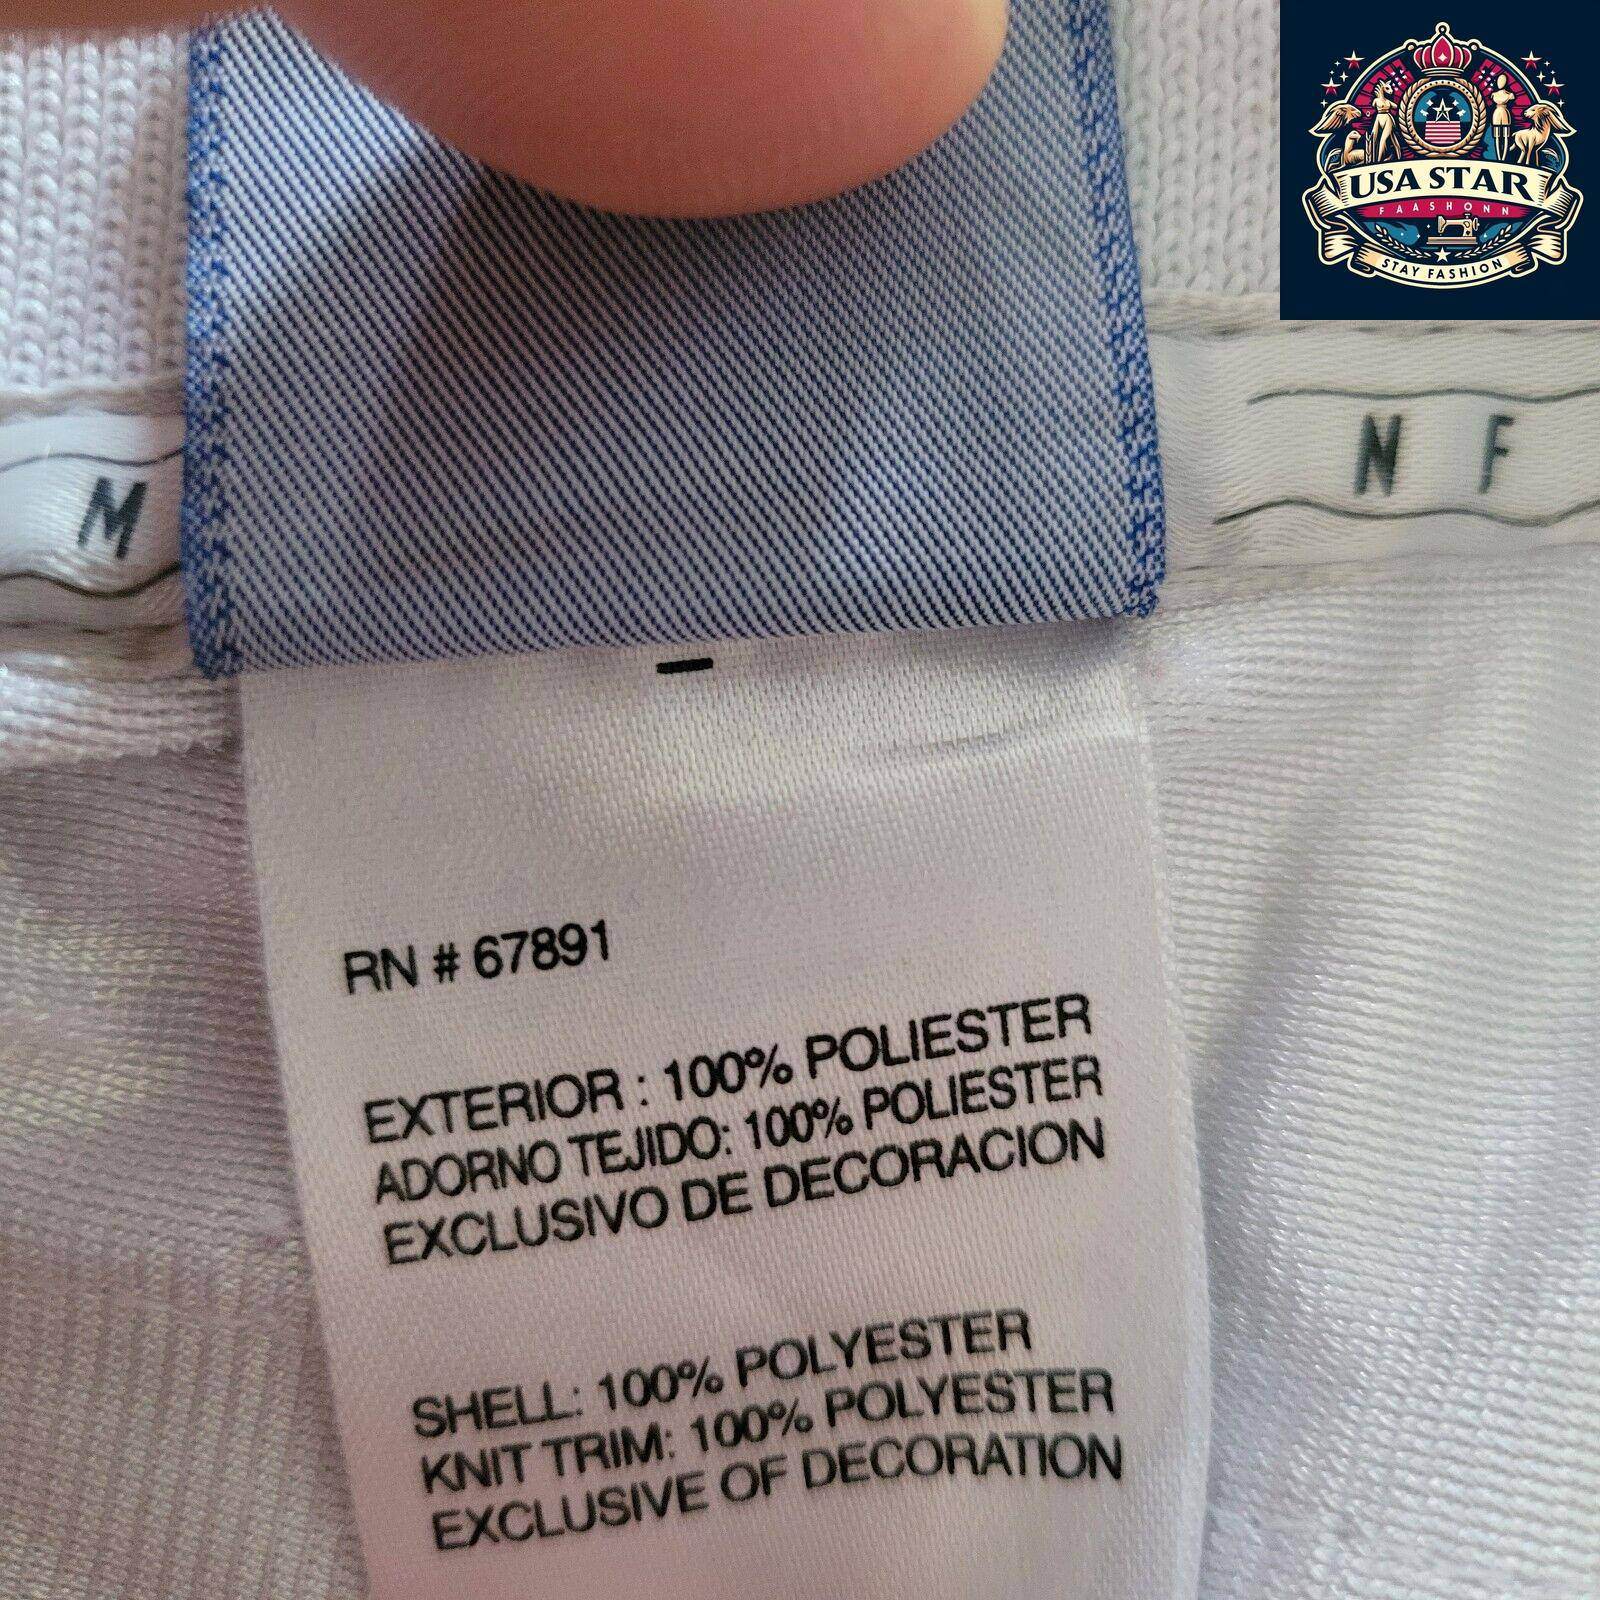 USA STAR
FAASHONN
STAY FASHION
M
N F
RN # 67891
EXTERIOR : 100% POLIESTER
ADORNO TEJIDO: 100% POLIESTER
EXCLUSIVO DE DECORACION
SHELL: 100% POLYESTER
KNIT TRIM: 100% POLYESTER
EXCLUSIVE OF DECORATION